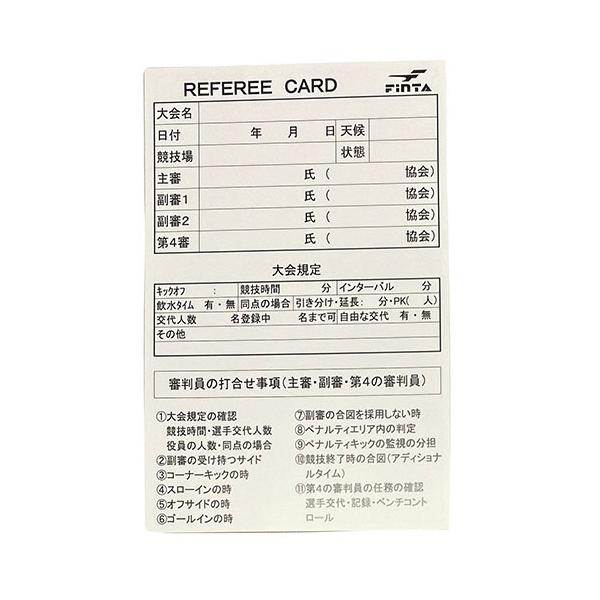 REFEREE CARD FiNTA
大会名
日付 年 月 日 天候
競技場 状態
主審 氏 ( 協会)
副審1 氏 ( 協会)
副審2 氏 ( 協会)
第4審 氏 ( 協会)
大会規定
キックオフ : 競技時間 分 インターバル 分
飲水タイム 有・無 同点の場合 引き分け・延長: 分・PK( 人)
交代人数 名登録中 名まで可 自由な交代 有・無
その他
審判員の打合せ事項(主審・副審・第4の審判員)
①大会規定の確認
競技時間・選手交代人数
役員の人数・同点の場合
②副審の受け持つサイド
③コーナーキックの時
④スローインの時
⑤オフサイドの時
⑥ゴールインの時
⑦副審の合図を採用しない時
⑧ペナルティエリア内の判定
⑨ペナルティキックの監視の分担
⑩競技終了時の合図(アディショナ
ルタイム)
⑪第4の審判員の任務の確認
選手交代・記録・ベンチコント
ロール